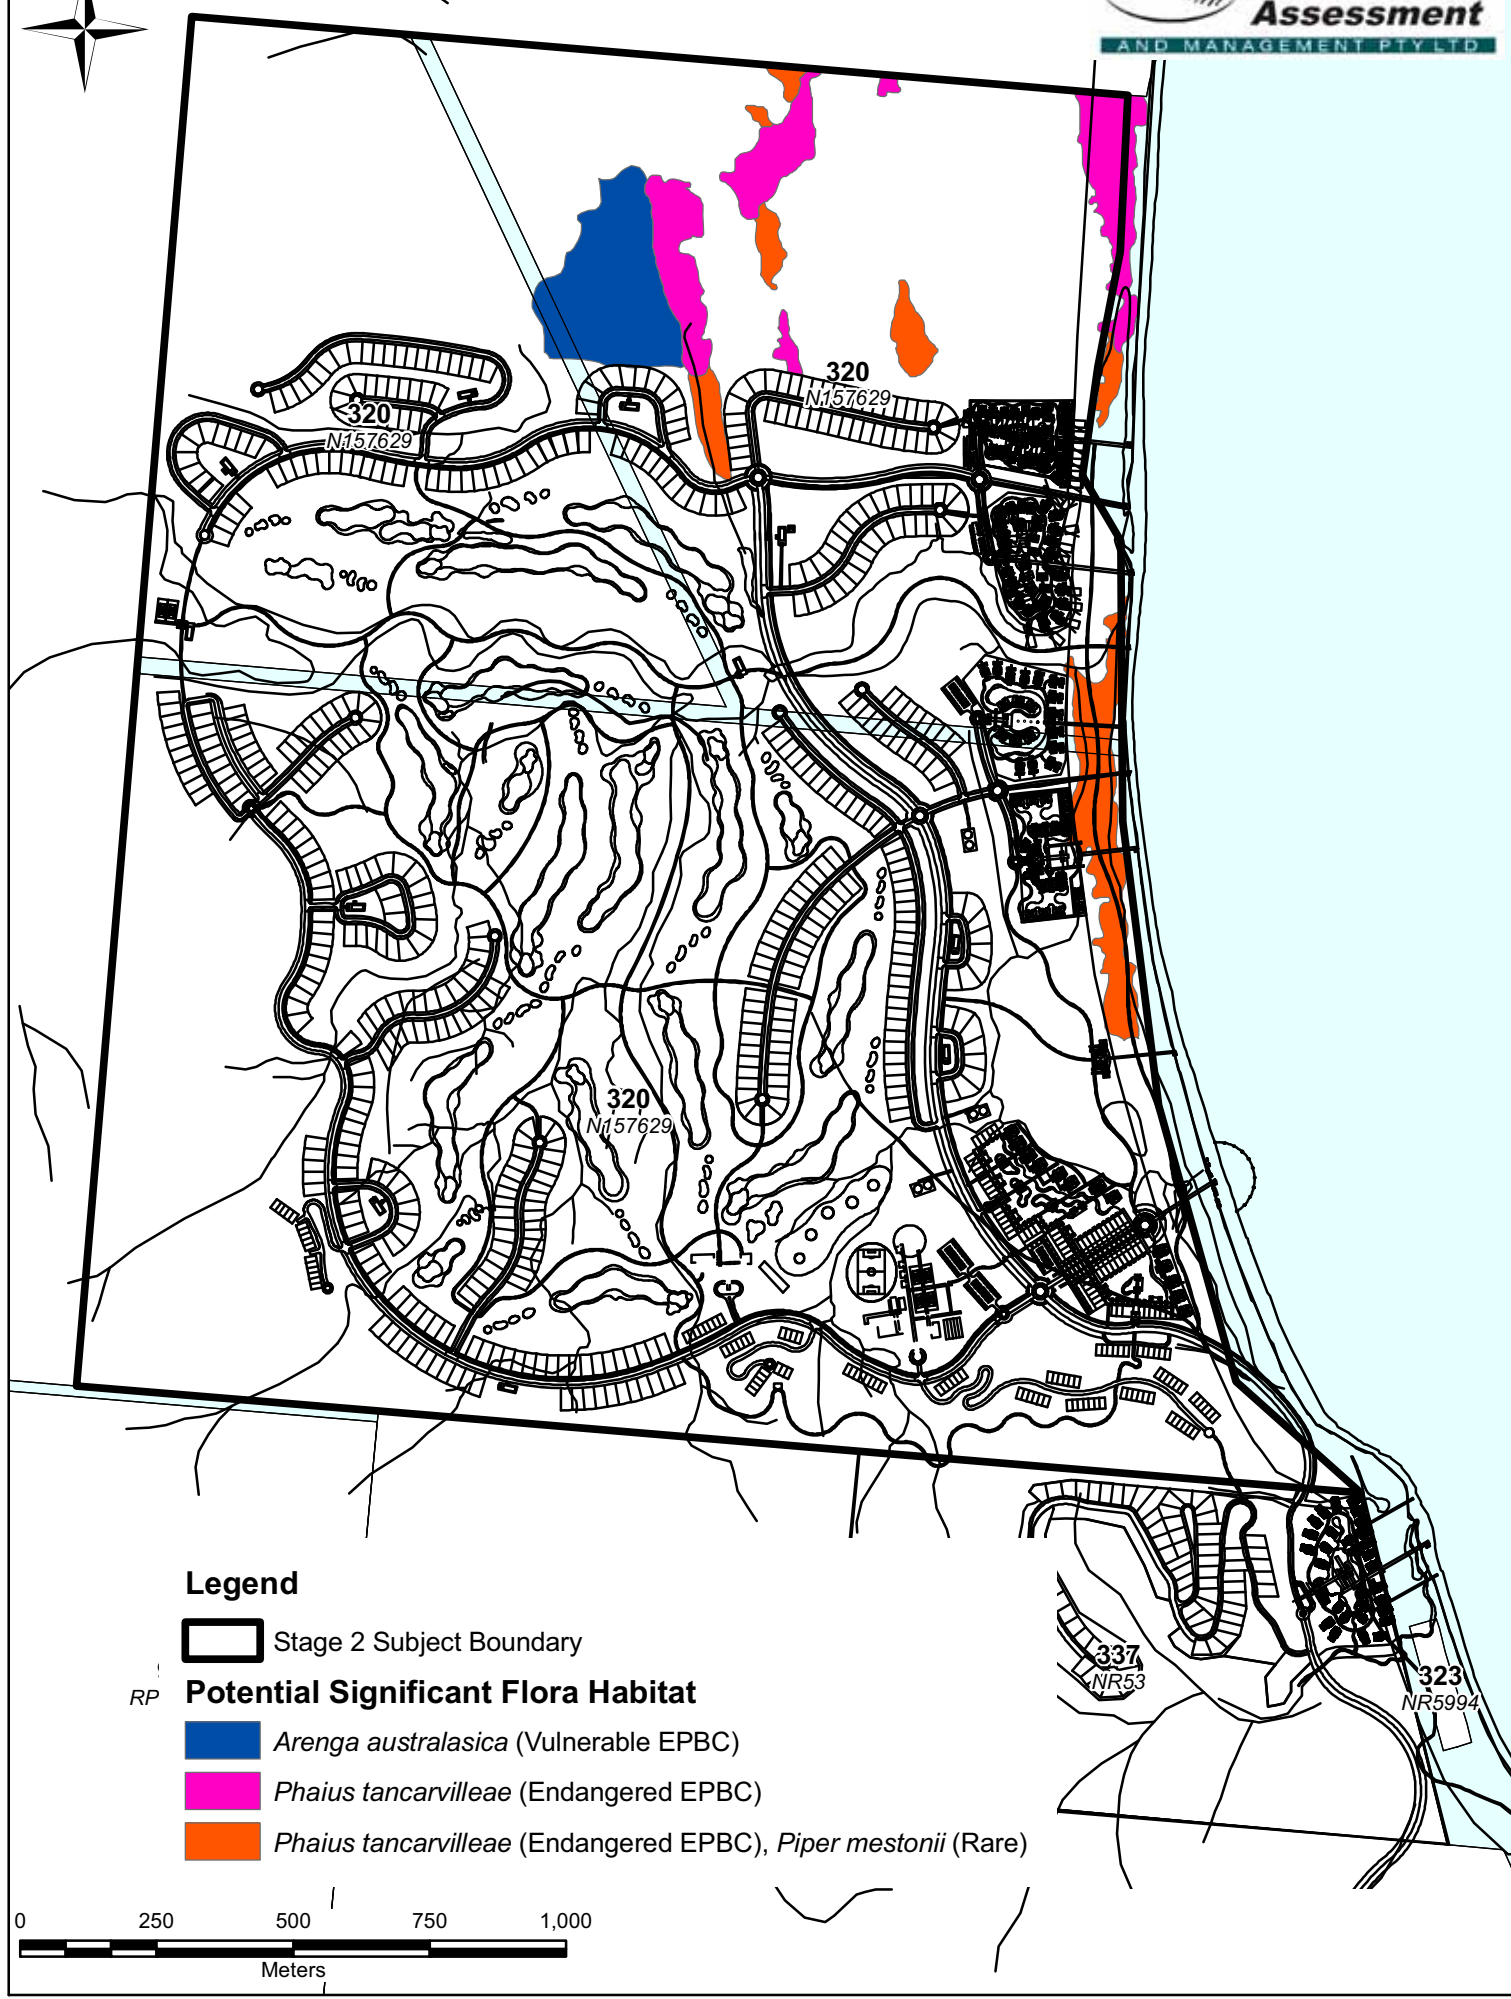 Assessment
AND MANAGEMENT PTY LTD
320
N157629
320
N157629
320
N157629
337
NR53
323
NR5994
RP
Legend
Stage 2 Subject Boundary
Potential Significant Flora Habitat
Arenga australasica (Vulnerable EPBC)
Phaius tancarvilleae (Endangered EPBC)
Phaius tancarvilleae (Endangered EPBC), Piper mestonii (Rare)
0 250 500 750 1,000
Meters